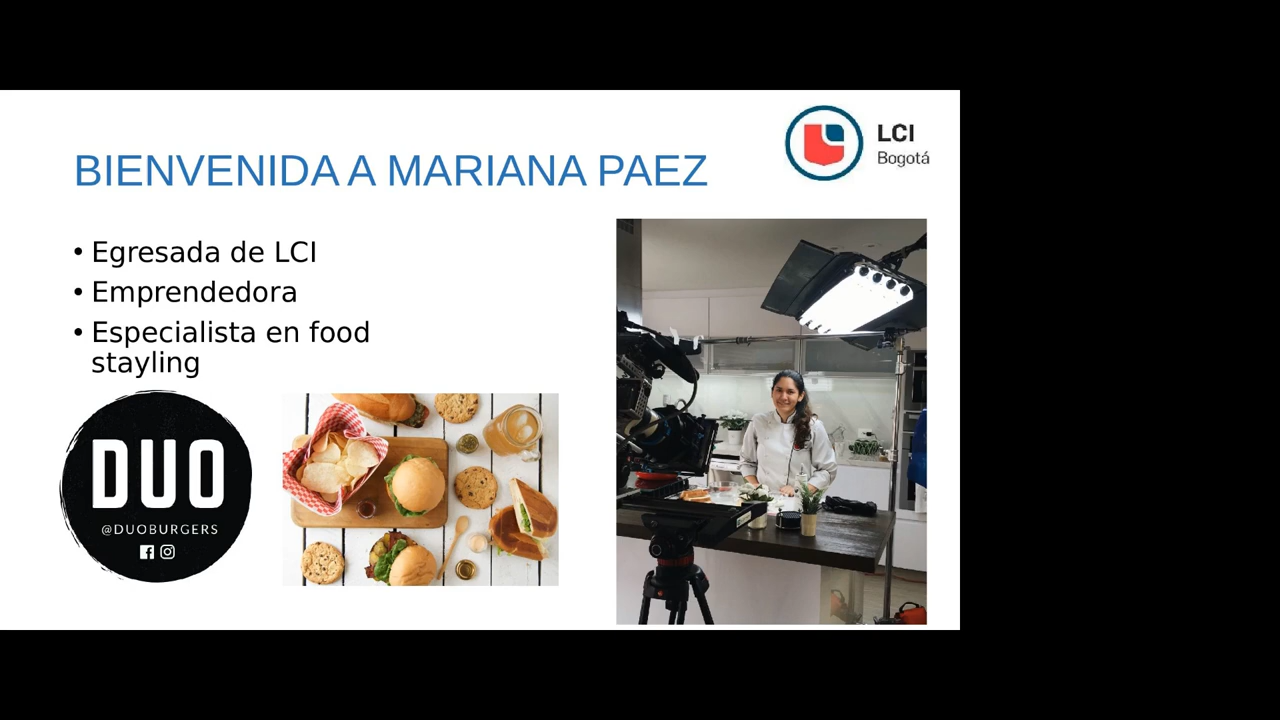 LCI
Bogotá
BIENVENIDA A MARIANA PAEZ
• Egresada de LCI
• Emprendedora
• Especialista en food
stayling
DUO
@DUOBURGERS